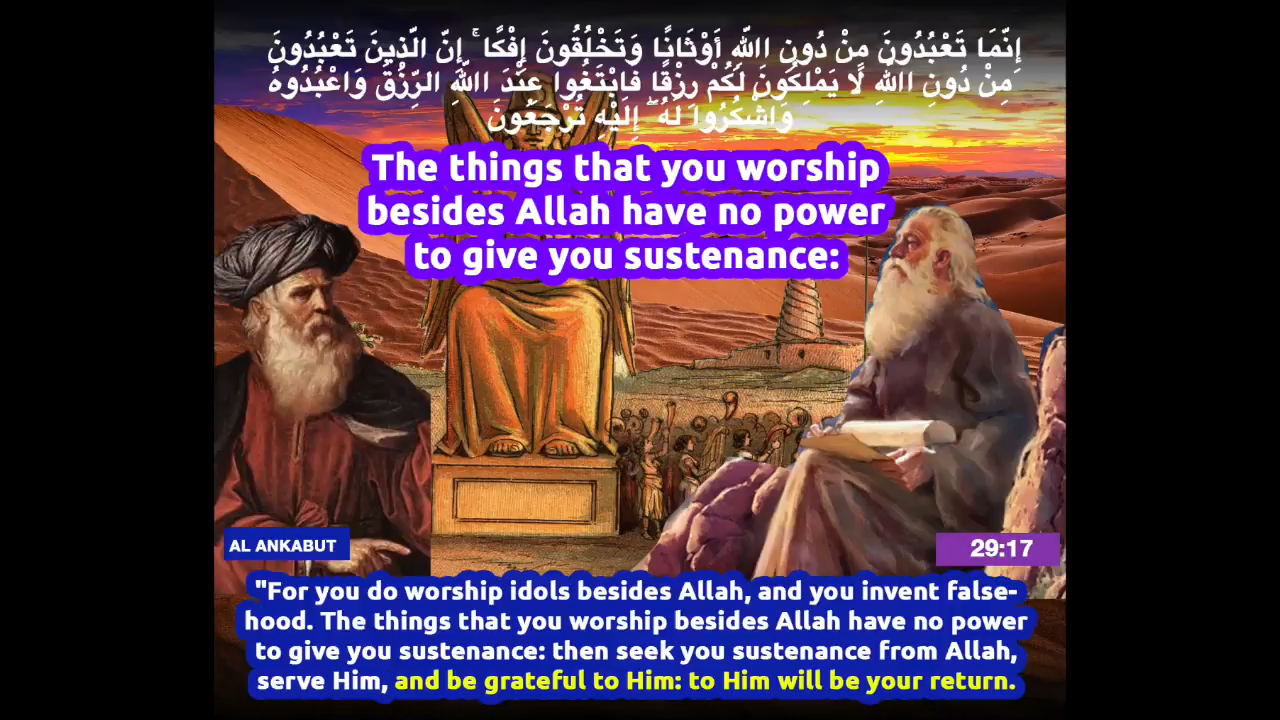 إِنَّمَا تَعْبُدُونَ مِنْ دُونِ اللَّهِ أَوْثَانًا وَتَخْلُقُونَ إِفْكًا ۚ إِنَّ الَّذِينَ تَعْبُدُونَ
مِنْ دُونِ اللَّهِ لَا يَمْلِكُونَ لَكُمْ رِزْقًا فَابْتَغُوا عِنْدَ اللَّهِ الرِّزْقَ وَاعْبُدُوهُ
وَاشْكُرُوا لَهُ ۖ إِلَيْهِ تُرْجَعُونَ
The things that you worship
besides Allah have no power
to give you sustenance:
AL ANKABUT
29:17
"For you do worship idols besides Allah, and you invent false-
hood. The things that you worship besides Allah have no power
to give you sustenance: then seek you sustenance from Allah,
serve Him, and be grateful to Him: to Him will be your return.